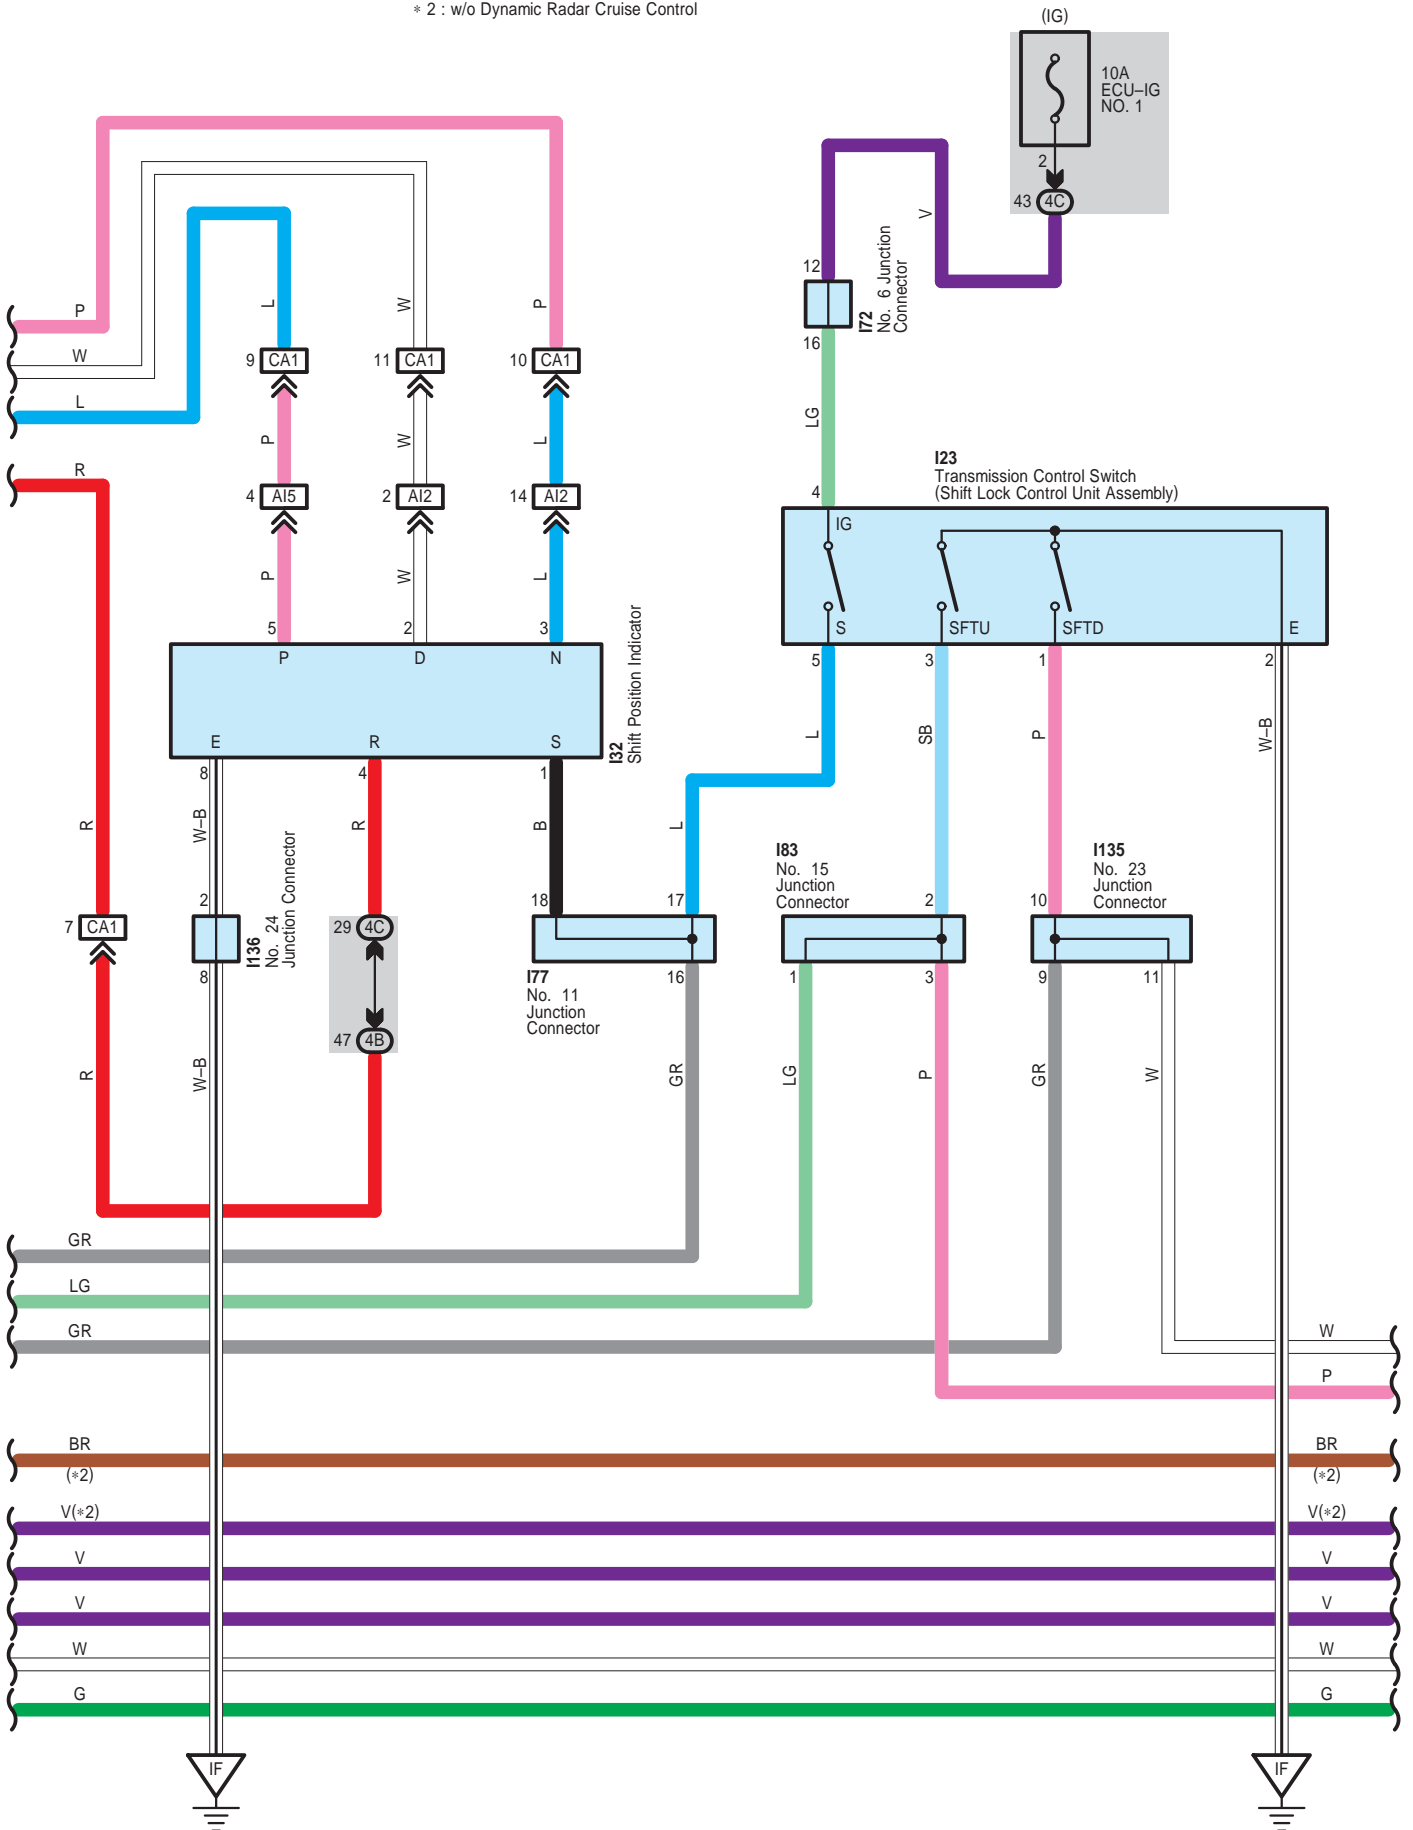 * 2 : w/o Dynamic Radar Cruise Control
(IG)
10A
ECU–IG
NO. 1
2
43 4C
V
12
I72
No. 6 Junction
Connector
16
LG
P
W
L
R
L
W
P
9 CA1
11 CA1
10 CA1
P
W
L
4 AI5
2 AI2
14 AI2
P
W
L
5
2
3
P
D
N
I32
Shift Position Indicator
E
R
S
8
4
1
I23
Transmission Control Switch
(Shift Lock Control Unit Assembly)
4
IG
S
SFTU
SFTD
E
5
3
1
2
L
SB
P
W–B
R
W–B
R
B
L
7 CA1
2
I136
No. 24
Junction Connector
8
29 4C
47 4B
18
17
I77
No. 11
Junction
Connector
16
I83
No. 15
Junction
Connector
2
1
3
I135
No. 23
Junction
Connector
10
9
11
R
W–B
GR
LG
P
GR
W
GR
LG
GR
W
P
BR
(*2)
BR
(*2)
V(*2)
V(*2)
V
V
V
V
W
W
G
G
IF
IF